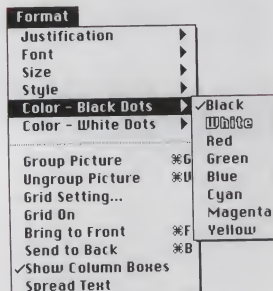 Format
Justification
Font
Size
Style
Color - Black Dots
Color - White Dots
Group Picture ⌘G
Ungroup Picture ⌘U
Grid Setting...
Grid On
Bring to Front ⌘F
Send to Back ⌘B
✓Show Column Boxes
Spread Text
✓Black
White
Red
Green
Blue
Cyan
Magenta
Yellow